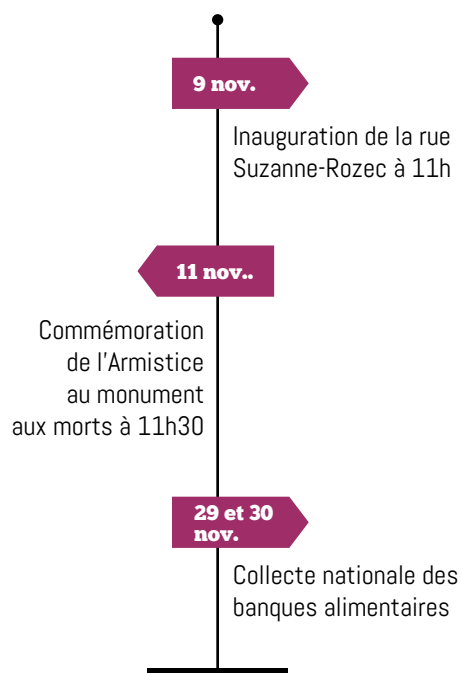 9 nov.
Inauguration de la rue
Suzanne-Rozec à 11h
11 nov..
Commémoration
de l'Armistice
au monument
aux morts à 11h30
29 et 30
nov.
Collecte nationale des
banques alimentaires